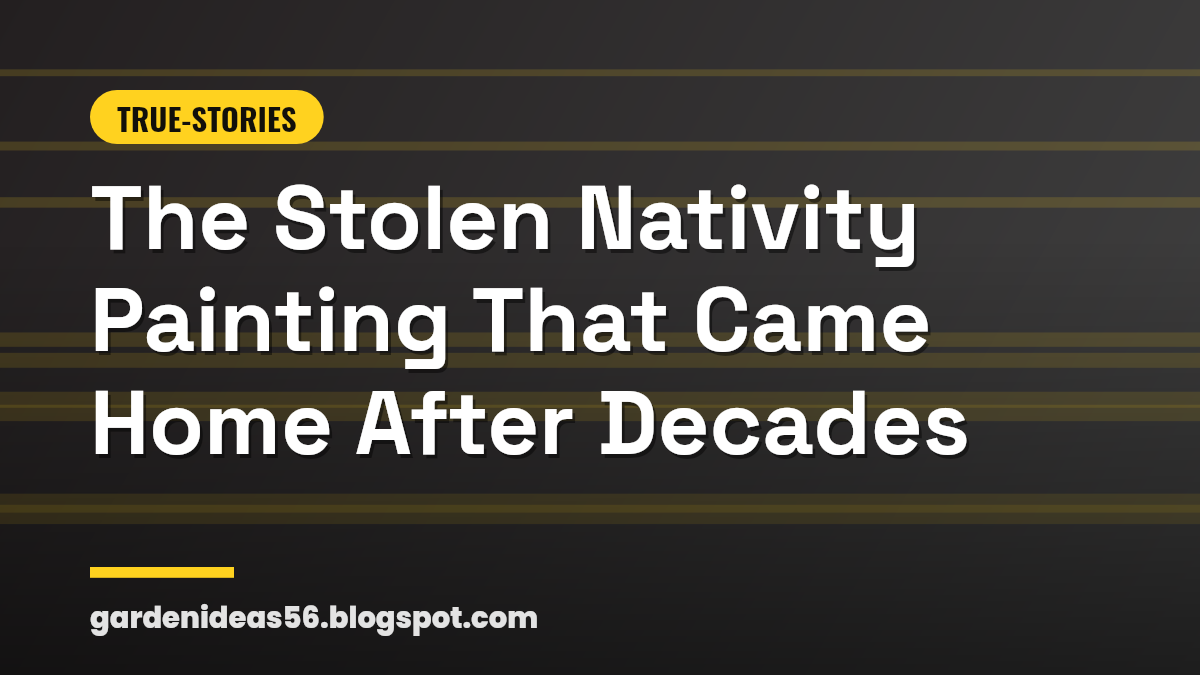 TRUE-STORIES
The Stolen Nativity
Painting That Came
Home After Decades
gardenideas56.blogspot.com